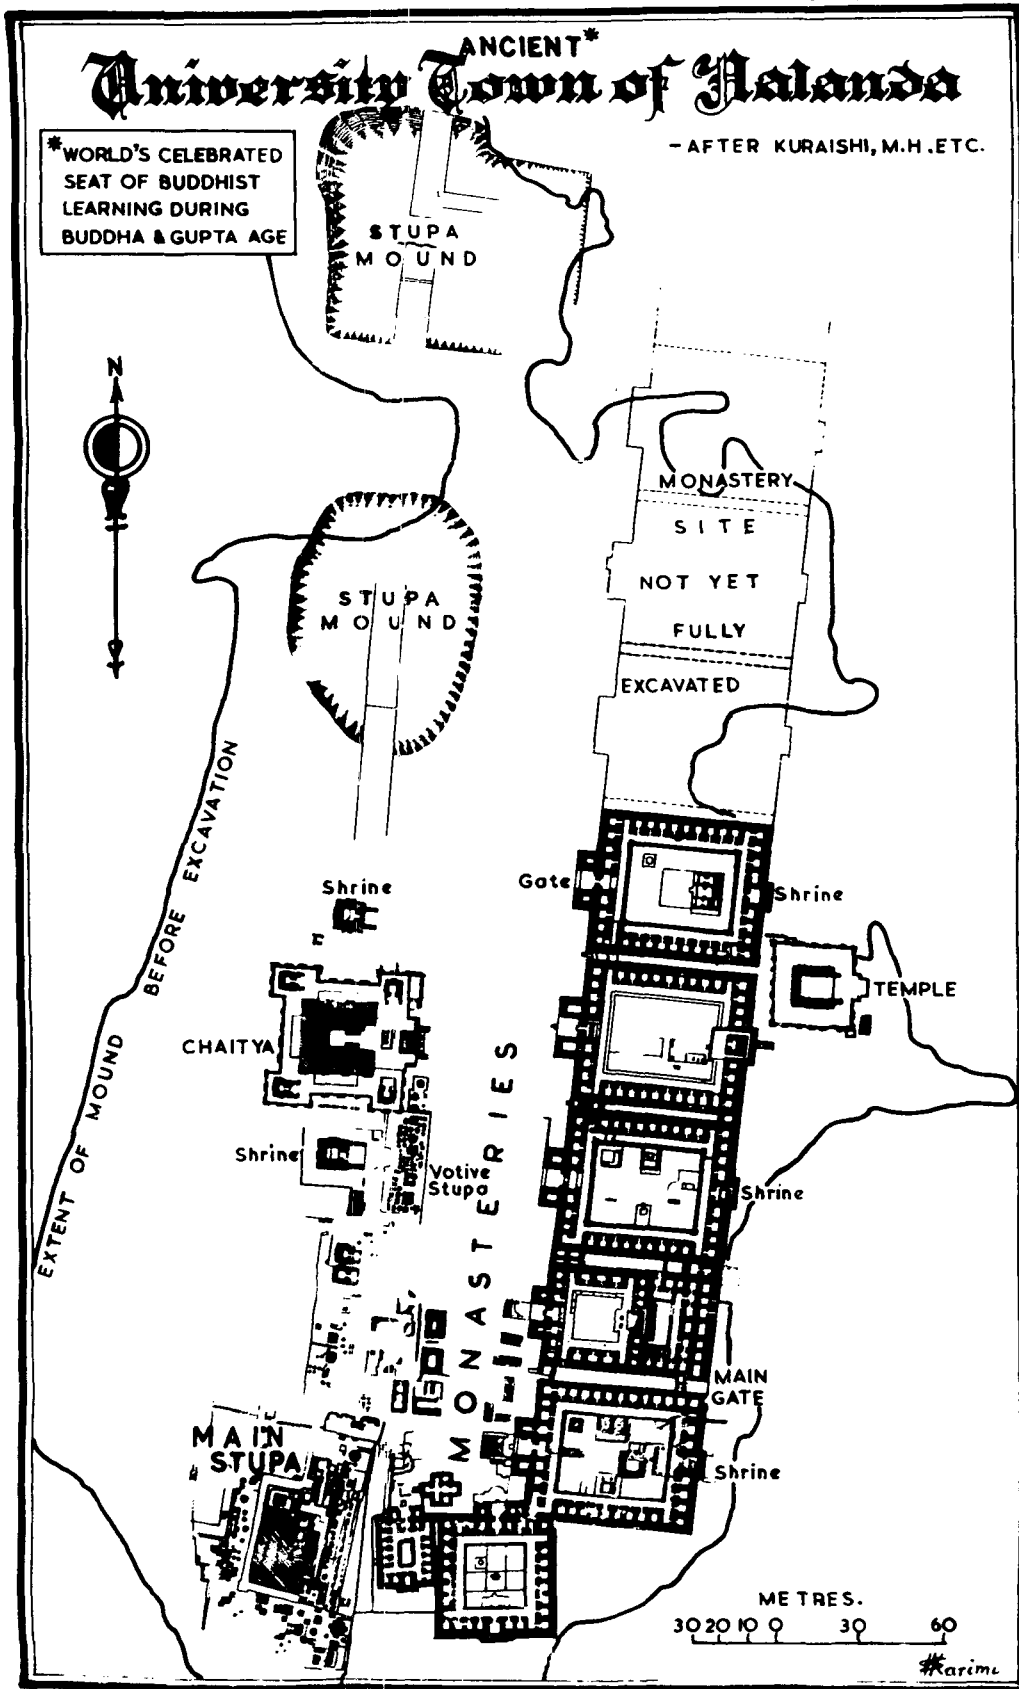 ANCIENT*
University Town of Nalanda
- AFTER KURAISHI, M.H. ETC.
*WORLD'S CELEBRATED
SEAT OF BUDDHIST
LEARNING DURING
BUDDHA & GUPTA AGE
STUPA
MOUND
N
MONASTERY
SITE
NOT YET
FULLY
EXCAVATED
STUPA
MOUND
EXTENT OF MOUND BEFORE EXCAVATION
Shrine
Gate
Shrine
TEMPLE
CHAITYA
Shrine
Votive
Stupa
Shrine
MONASTERIES
MAIN
GATE
MAIN
STUPA
Shrine
METRES.
30 20 10 0 30 60
Karimi